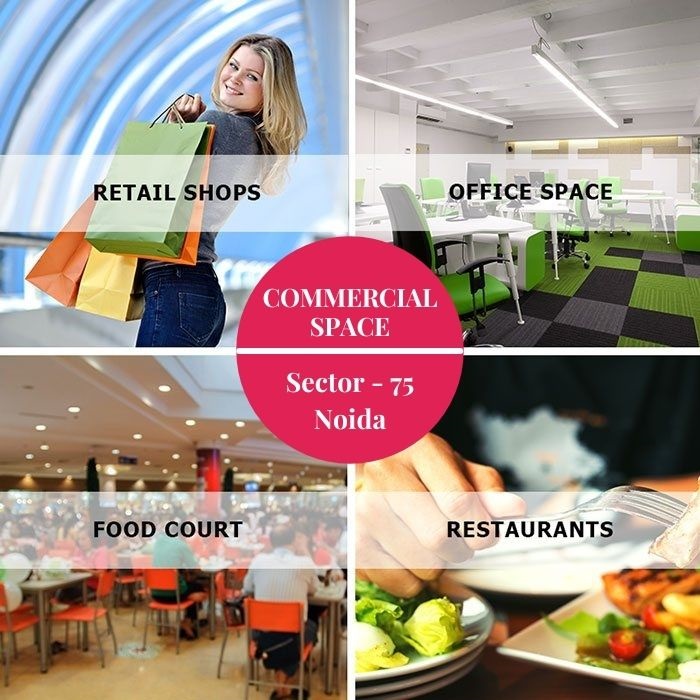 RETAIL SHOPS
OFFICE SPACE
COMMERCIAL
SPACE
Sector - 75
Noida
FOOD COURT
RESTAURANTS